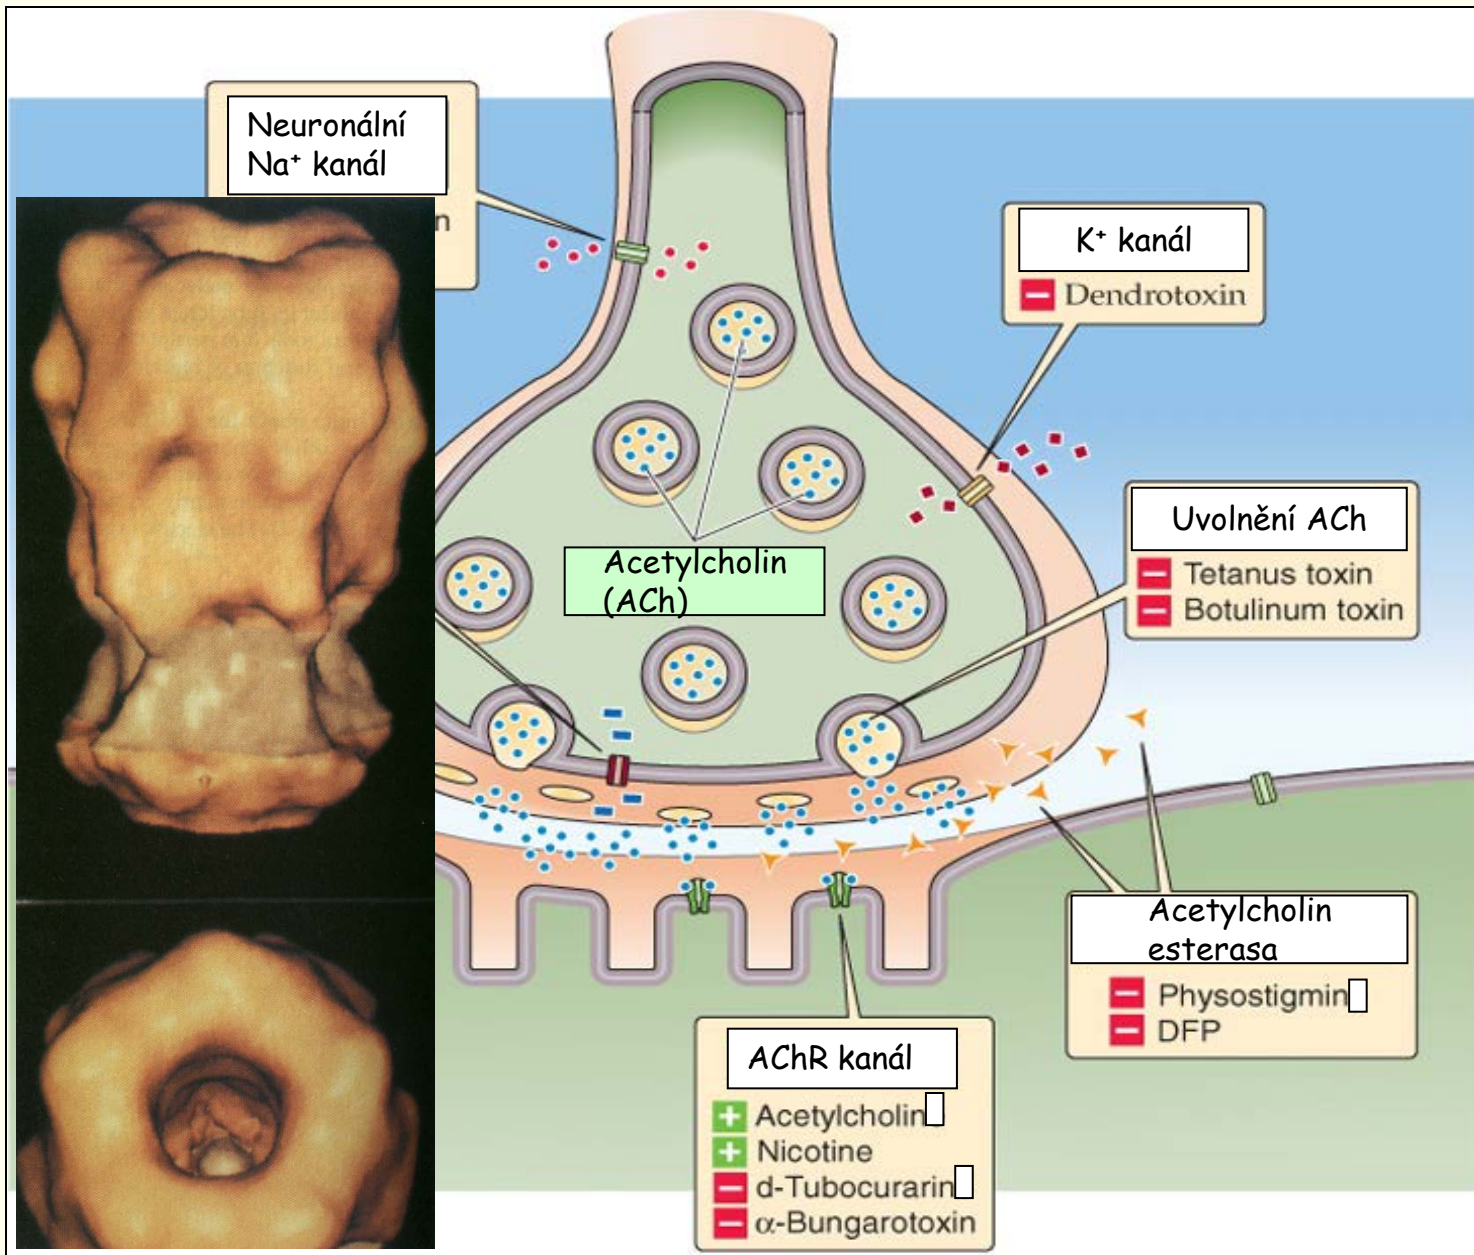 Neuronální
Na⁺ kanál
n
K⁺ kanál
Dendrotoxin
Uvolnění ACh
Tetanus toxin
Botulinum toxin
Acetylcholin
(ACh)
Acetylcholin
esterasa
Physostigmin
DFP
AChR kanál
Acetylcholin
Nicotine
d-Tubocurarin
α-Bungarotoxin